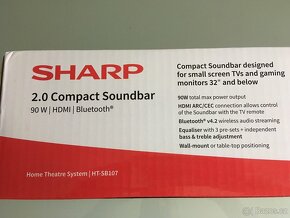 SHARP
2.0 Compact Soundbar
90 W | HDMI | Bluetooth®
Home Theatre System | HT-SB107
Compact Soundbar designed
for small screen TVs and gaming
monitors 32" and below
90W total max power output
HDMI ARC/CEC connection allows control
of the Soundbar with the TV remote
Bluetooth® v4.2 wireless audio streaming
Equaliser with 3 pre-sets + independent
bass & treble adjustment
Wall-mount or table-top positioning